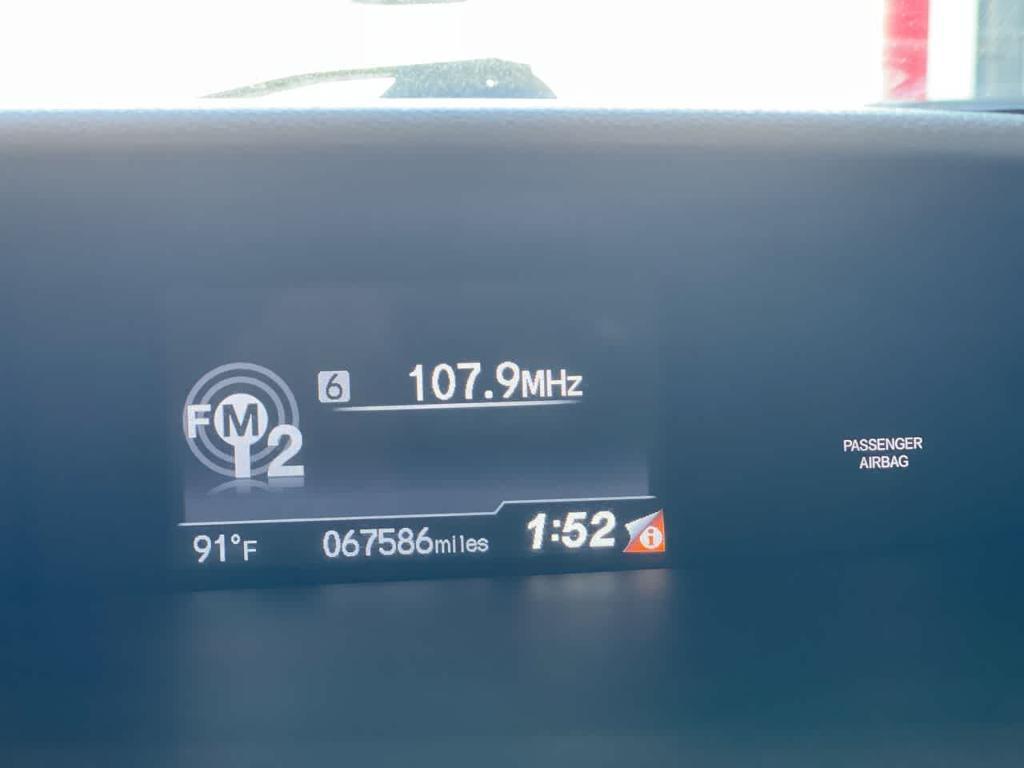 6 107.9MHz
FM 2
PASSENGER
AIRBAG
91°F 067586miles 1:52 i